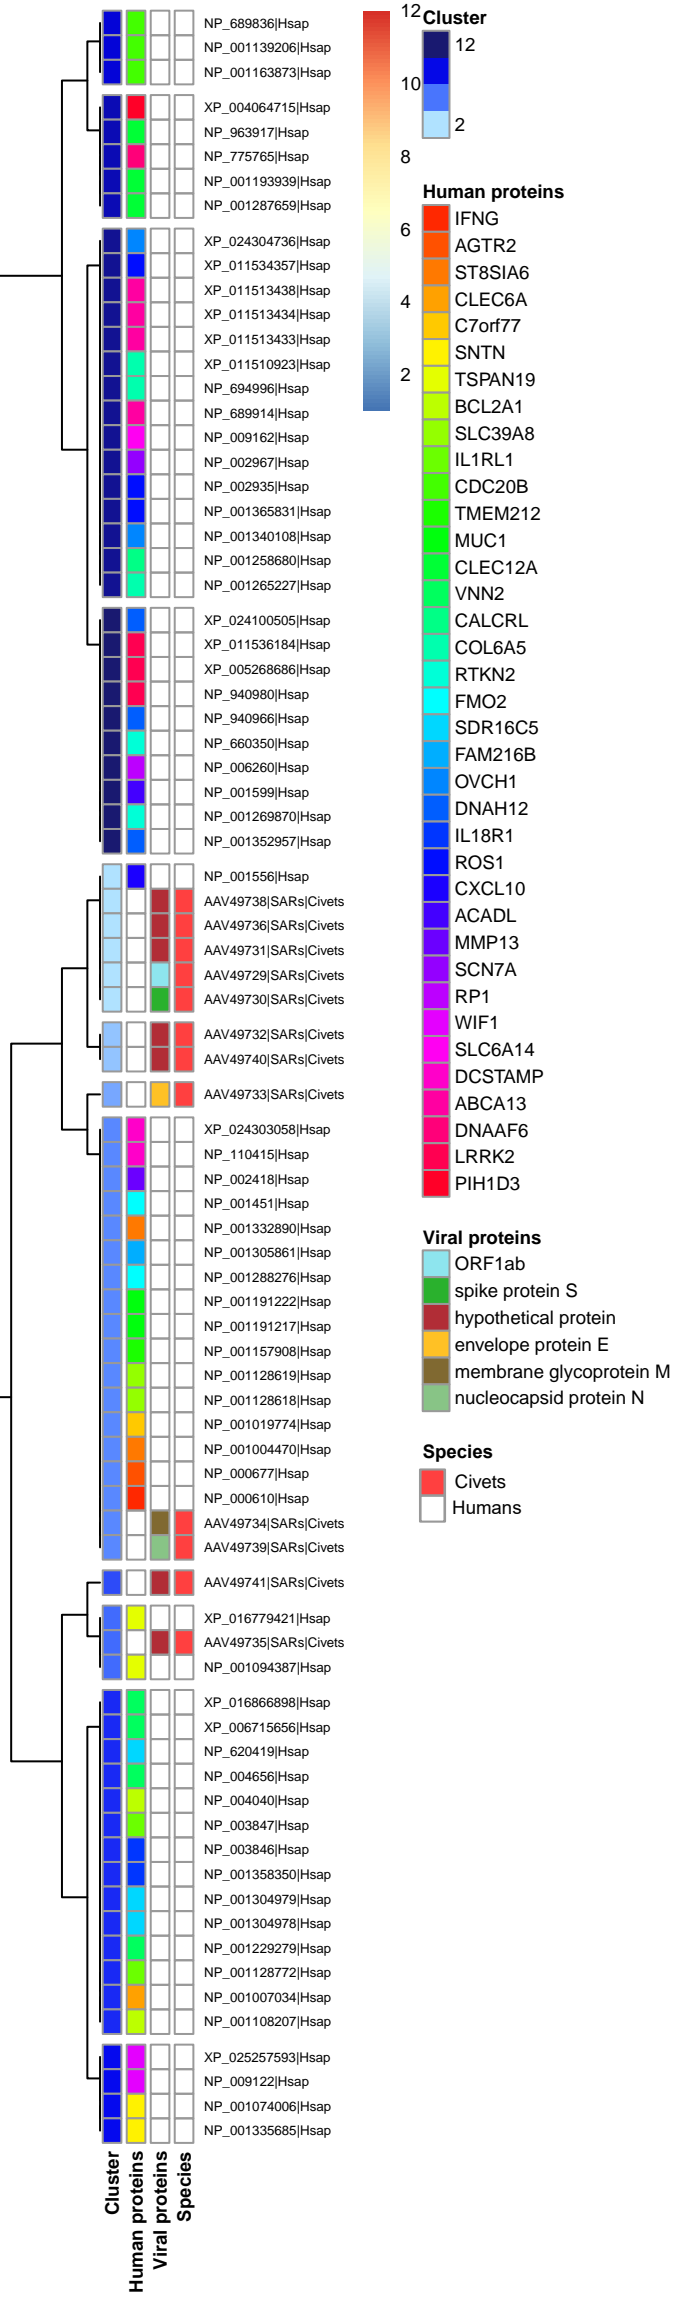 NP_689836|Hsap
NP_001139206|Hsap
NP_001163873|Hsap
XP_004064715|Hsap
NP_963917|Hsap
NP_775765|Hsap
NP_001193939|Hsap
NP_001287659|Hsap
XP_024304736|Hsap
XP_011534357|Hsap
XP_011513438|Hsap
XP_011513434|Hsap
XP_011513433|Hsap
XP_011510923|Hsap
NP_694996|Hsap
NP_689914|Hsap
NP_009162|Hsap
NP_002967|Hsap
NP_002935|Hsap
NP_001365831|Hsap
NP_001340108|Hsap
NP_001258680|Hsap
NP_001265227|Hsap
XP_024100505|Hsap
XP_011536184|Hsap
XP_005268686|Hsap
NP_940980|Hsap
NP_940966|Hsap
NP_660350|Hsap
NP_006260|Hsap
NP_001599|Hsap
NP_001269870|Hsap
NP_001352957|Hsap
NP_001556|Hsap
AAV49738|SARs|Civets
AAV49736|SARs|Civets
AAV49731|SARs|Civets
AAV49729|SARs|Civets
AAV49730|SARs|Civets
AAV49732|SARs|Civets
AAV49740|SARs|Civets
AAV49733|SARs|Civets
XP_024303058|Hsap
NP_110415|Hsap
NP_002418|Hsap
NP_001451|Hsap
NP_001332890|Hsap
NP_001305861|Hsap
NP_001288276|Hsap
NP_001191222|Hsap
NP_001191217|Hsap
NP_001157908|Hsap
NP_001128619|Hsap
NP_001128618|Hsap
NP_001019774|Hsap
NP_001004470|Hsap
NP_000677|Hsap
NP_000610|Hsap
AAV49734|SARs|Civets
AAV49739|SARs|Civets
AAV49741|SARs|Civets
XP_016779421|Hsap
AAV49735|SARs|Civets
NP_001094387|Hsap
XP_016866898|Hsap
XP_006715656|Hsap
NP_620419|Hsap
NP_004656|Hsap
NP_004040|Hsap
NP_003847|Hsap
NP_003846|Hsap
NP_001358350|Hsap
NP_001304979|Hsap
NP_001304978|Hsap
NP_001229279|Hsap
NP_001128772|Hsap
NP_001007034|Hsap
NP_001108207|Hsap
XP_025257593|Hsap
NP_009122|Hsap
NP_001074006|Hsap
NP_001335685|Hsap
Cluster
Human proteins
Viral proteins
Species
12
10
8
6
4
2
Cluster
12
2
Human proteins
IFNG
AGTR2
ST8SIA6
CLEC6A
C7orf77
SNTN
TSPAN19
BCL2A1
SLC39A8
IL1RL1
CDC20B
TMEM212
MUC1
CLEC12A
VNN2
CALCRL
COL6A5
RTKN2
FMO2
SDR16C5
FAM216B
OVCH1
DNAH12
IL18R1
ROS1
CXCL10
ACADL
MMP13
SCN7A
RP1
WIF1
SLC6A14
DCSTAMP
ABCA13
DNAAF6
LRRK2
PIH1D3
Viral proteins
ORF1ab
spike protein S
hypothetical protein
envelope protein E
membrane glycoprotein M
nucleocapsid protein N
Species
Civets
Humans